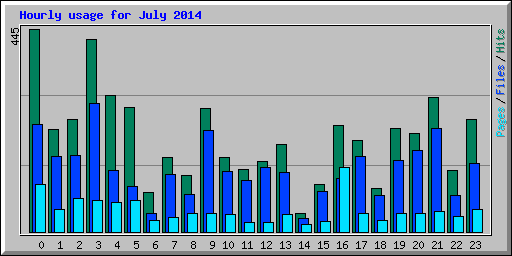 Hourly usage for July 2014
445
Pages/Files/Hits
0 1 2 3 4 5 6 7 8 9 10 11 12 13 14 15 16 17 18 19 20 21 22 23